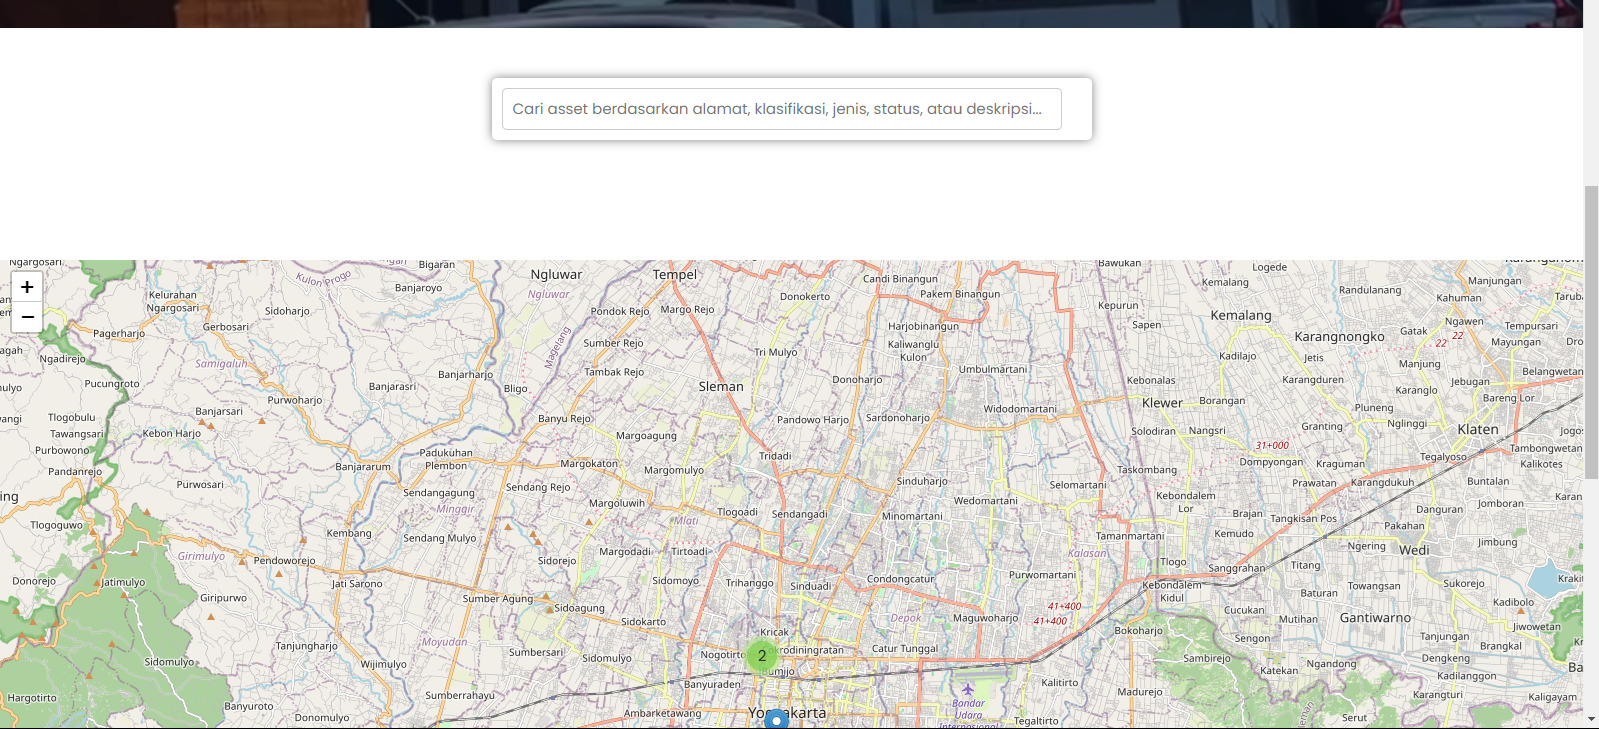 Cari asset berdasarkan alamat, klasifikasi, jenis, status, atau deskripsi...
Ngargosari
Bigaran
Ngluwar
Tempel
Candi Binangun
Bawukan
Logede
+
Kulon Progo
Banjaroyo
Ngluwar
Donokerto
Pakem Binangun
Kemalang
Randulanang
Manjungan
Kelurahan
Ngargosari
Sidoharjo
Pondok Rejo
Margo Rejo
Kepurun
Kahuman
−
Gerbosari
Harjobinangun
Sapen
Kemalang
Ngawen
Tempursari
Pagerharjo
Magelang
Sumber Rejo
Kaliwanglu
Kulon
Karangnongko
Gatak
22
22
Mayungan
Ngadirejo
Samigaluh
Tri Mulyo
Kadilajo
Jetis
Manjung
Pucungroto
Banjarasri
Banjarharjo
Bligo
Tambak Rejo
Sleman
Donoharjo
Umbulmartani
Kebonalas
Karangduren
Jebugan
Belangwetan
Purwoharjo
Karanglo
Bareng Lor
Tlogobulu
Banjarsari
Banyu Rejo
Pandowo Harjo
Sardonoharjo
Widodomartani
Klewer
Borangan
Pluneng
Tawangsari
Kebon Harjo
Margoagung
Solodiran
Nangsri
Granting
Nglinggi
Klaten
Purbowono
Padukuhan
Plembon
Tridadi
31+000
Tegalyoso
Tambongwetan
Pandanrejo
Banjararum
Margokaton
Margomulyo
Taskombang
Dompyongan
Kraguman
Kalikotes
Purwosari
Sendangagung
Sendang Rejo
Sinduharjo
Selomartani
Prawatan
Karangdukuh
Buntalan
Minggir
Margoluwih
Tlogoadi
Sendangadi
Wedomartani
Kebondalem
Lor
Danguran
Jomboran
Tlogoguwo
Mlati
Minomartani
Brajan
Tangkisan Pos
Kembang
Sendang Mulyo
Tamanmartani
Kemudo
Pakahan
Girimulyo
Pendoworejo
Margodadi
Tirtoadi
Kalasan
Ngering
Wedi
Jimbung
Sidorejo
Tlogo
Sanggrahan
Titang
Donorejo
Jatimulyo
Jati Sarono
Sidomoyo
Trihanggo
Sinduadi
Condongcatur
Purwomartani
Kebondalem
Kidul
Towangsan
Sukorejo
Giripurwo
Sumber Agung
Sidoagung
Baturan
Kadibolo
Sidokarto
Depok
Maguwoharjo
41+400
41+400
Cucukan
Mutihan
Gantiwarno
Jiwowetan
Tanjungharjo
Moyudan
Kricak
Bokoharjo
Sengon
Tanjungan
Brangkal
Sidomulyo
Wijimulyo
Sumbersari
Sidomulyo
Nogotirto
2
Catur Tunggal
Sambirejo
Katekan
Ngandong
Dengkeng
Kadilanggon
Hargotirto
Sumberrahayu
Banyuraden
Kalitirto
Madurejo
Karangturi
Kaligayam
Banyuroto
Donomulyo
Ambarketawang
Yogyakarta
Bandar
Udara
Internasional
Tegaltirto
Serut